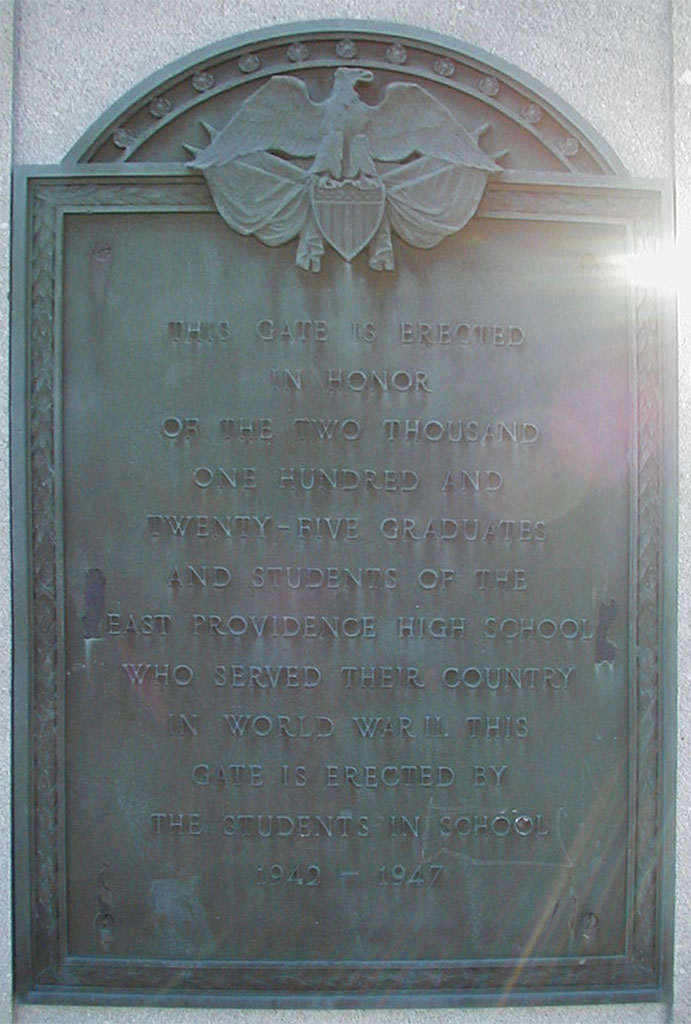 THIS GATE IS ERECTED
IN HONOR
OF THE TWO THOUSAND
ONE HUNDRED AND
TWENTY-FIVE GRADUATES
AND STUDENTS OF THE
EAST PROVIDENCE HIGH SCHOOL
WHO SERVED THEIR COUNTRY
IN WORLD WAR II. THIS
GATE IS ERECTED BY
THE STUDENTS IN SCHOOL
1942 - 1947